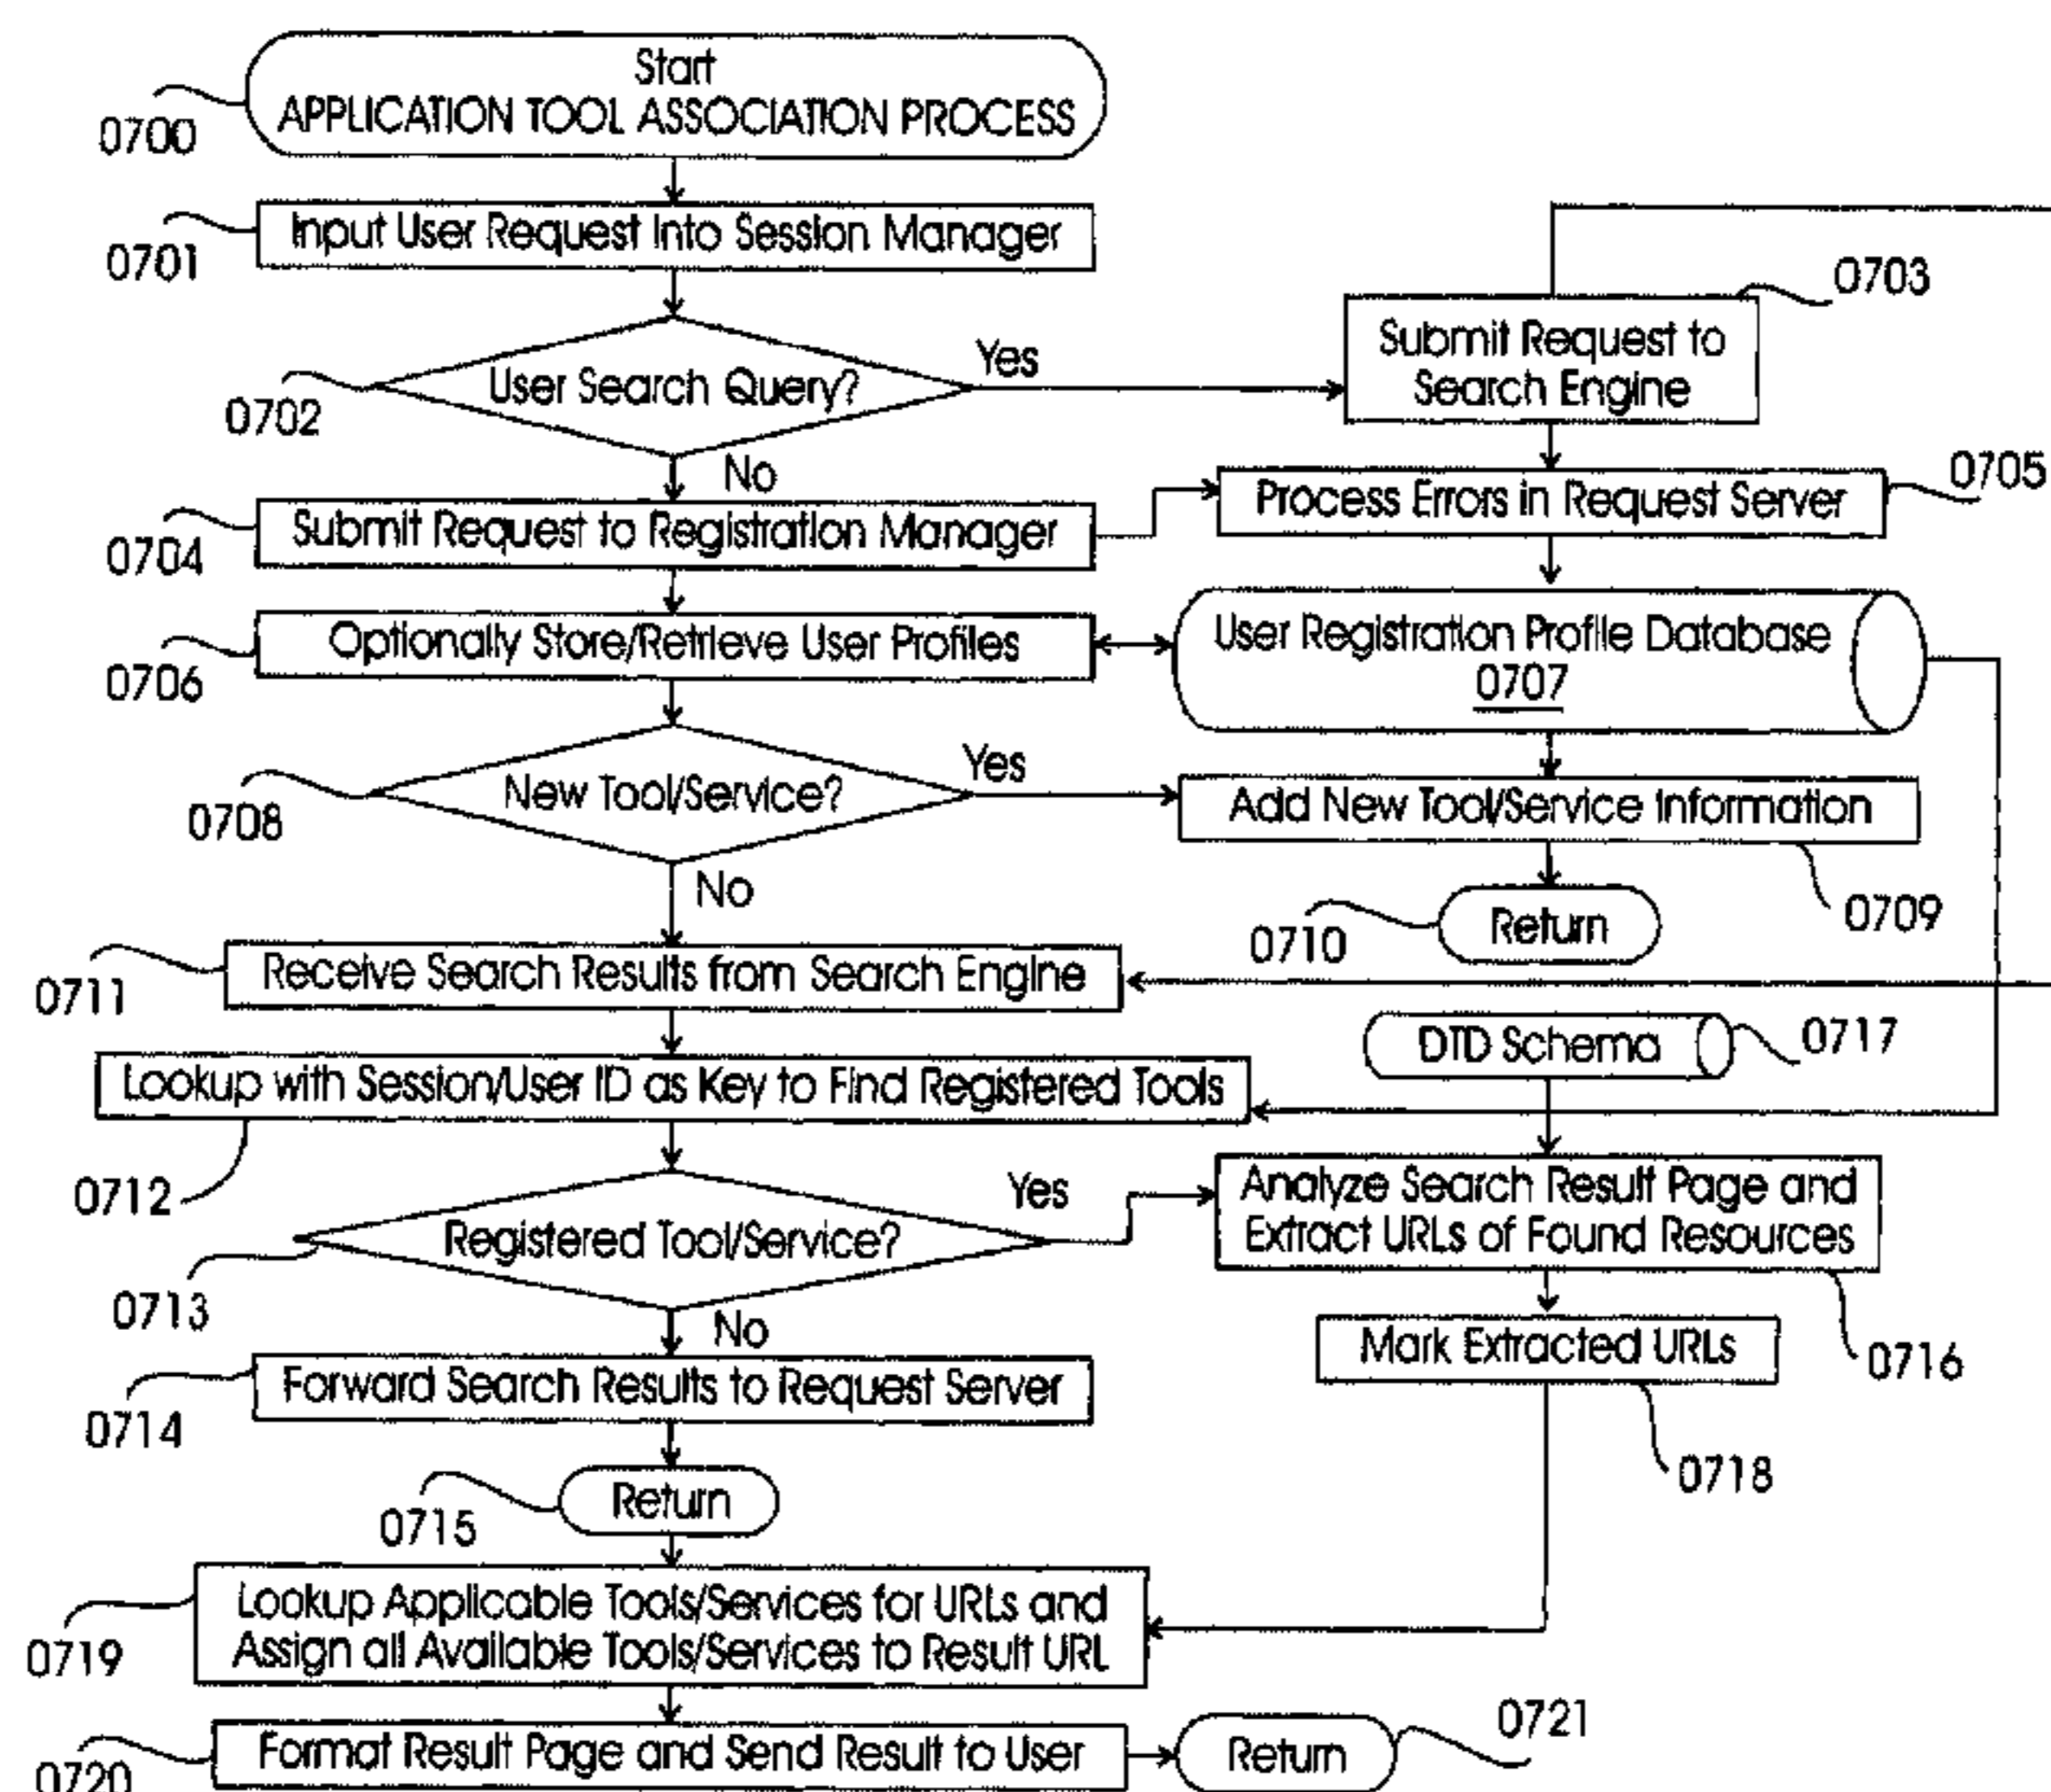 Start
APPLICATION TOOL ASSOCIATION PROCESS
0700
Input User Request Into Session Manager
0701
0703
Submit Request to
Search Engine
User Search Query?
Yes
0702
No
Submit Request to Registration Manager
0704
Process Errors in Request Server
0705
Optionally Store/Retrieve User Profiles
0706
User Registration Profile Database
0707
New Tool/Service?
Yes
0708
No
Add New Tool/Service Information
0709
Return
0710
Receive Search Results from Search Engine
0711
DTD Schema
0717
Lookup with Session/User ID as Key to Find Registered Tools
0712
Registered Tool/Service?
Yes
0713
No
Analyze Search Result Page and
Extract URLs of Found Resources
0716
Mark Extracted URLs
0718
Forward Search Results to Request Server
0714
Return
0715
Lookup Applicable Tools/Services for URLs and
Assign all Available Tools/Services to Result URL
0719
Format Result Page and Send Result to User
0720
Return
0721